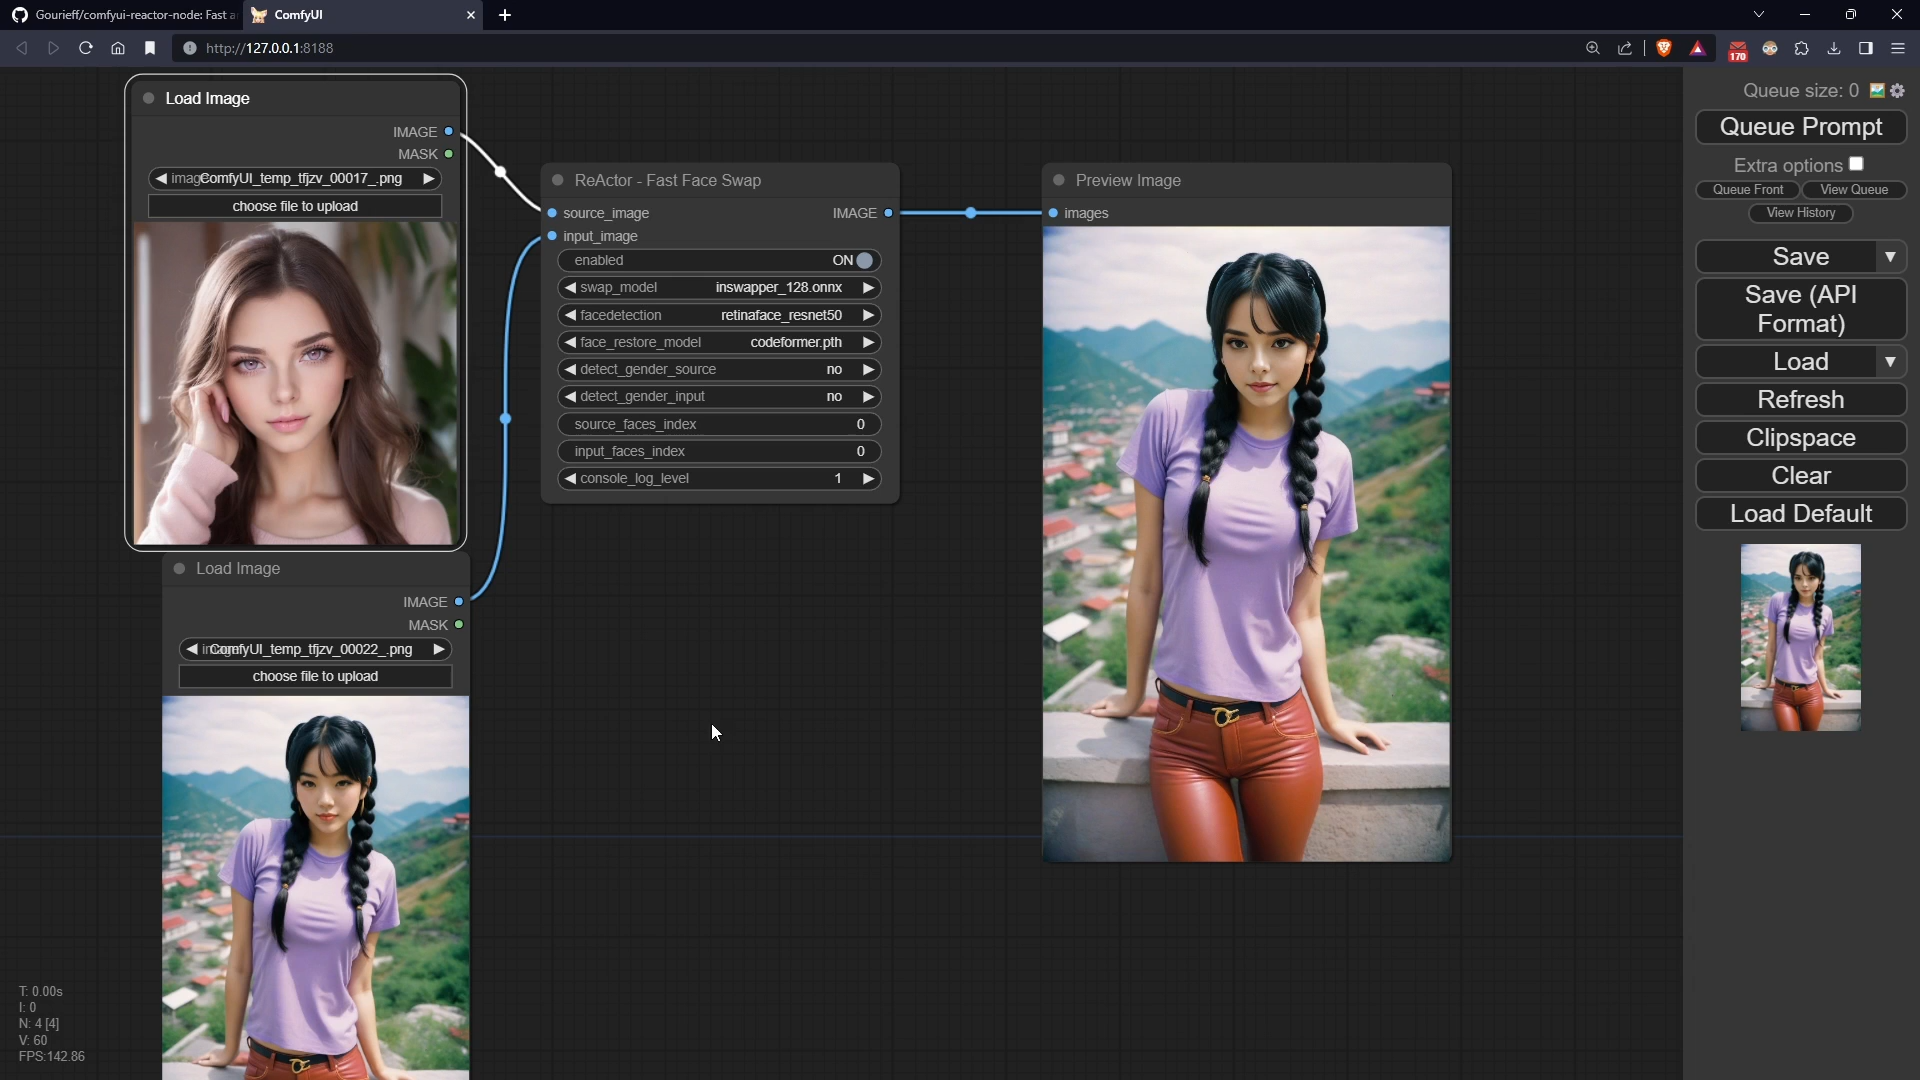 Gourieff/comfyui-reactor-node: Fast a
ComfyUI
http://127.0.0.1:8188
170
Load Image
IMAGE
MASK
image ComfyUI_temp_tfjzv_00017_.png
choose file to upload
ReActor - Fast Face Swap
source_image IMAGE
input_image
enabled ON
swap_model inswapper_128.onnx
facedetection retinaface_resnet50
face_restore_model codeformer.pth
detect_gender_source no
detect_gender_input no
source_faces_index 0
input_faces_index 0
console_log_level 1
Preview Image
images
Load Image
IMAGE
MASK
image ComfyUI_temp_tfjzv_00022_.png
choose file to upload
Queue size: 0
Queue Prompt
Extra options
Queue Front View Queue
View History
Save
Save (API
Format)
Load
Refresh
Clipspace
Clear
Load Default
T: 0.00s
I: 0
N: 4 [4]
V: 60
FPS:142.86